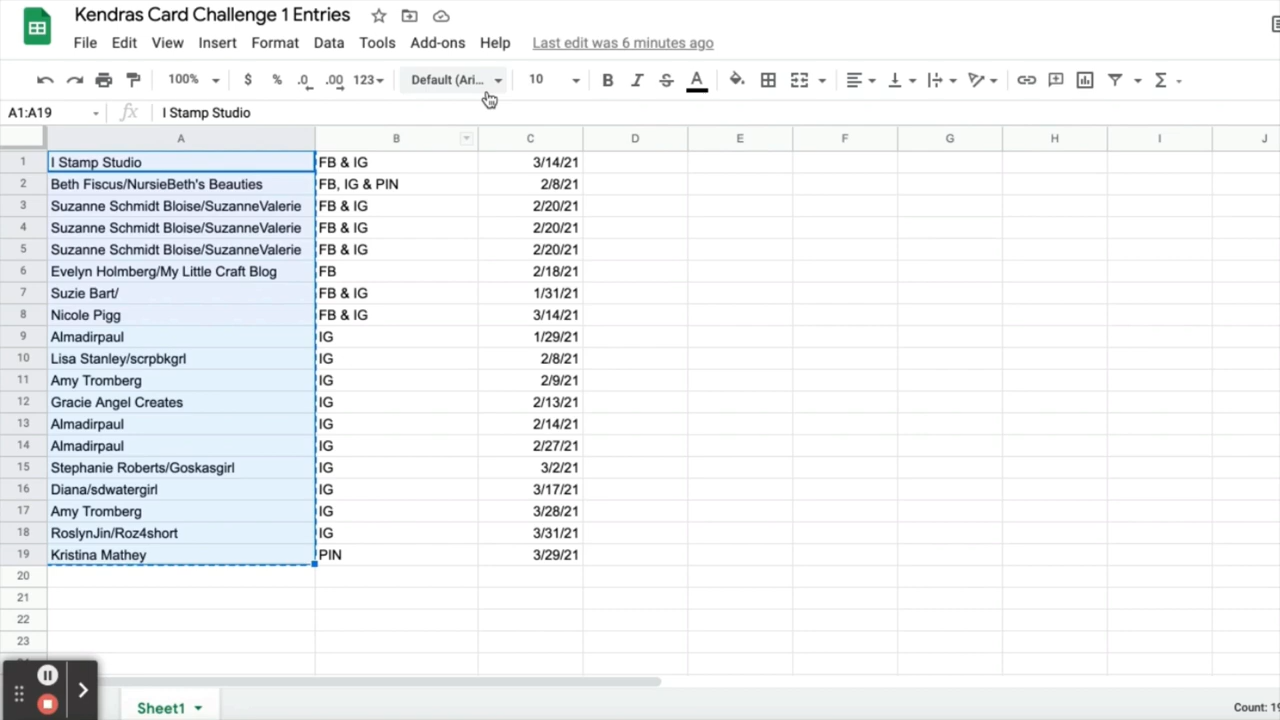 Kendras Card Challenge 1 Entries
File Edit View Insert Format Data Tools Add-ons Help Last edit was 6 minutes ago
100% $ % .0 .00 123 Default (Ari... 10 B I S A
A1:A19 fx I Stamp Studio
A B C D E F G H I J
1 I Stamp Studio FB & IG 3/14/21
2 Beth Fiscus/NursieBeth's Beauties FB, IG & PIN 2/8/21
3 Suzanne Schmidt Bloise/SuzanneValerie FB & IG 2/20/21
4 Suzanne Schmidt Bloise/SuzanneValerie FB & IG 2/20/21
5 Suzanne Schmidt Bloise/SuzanneValerie FB & IG 2/20/21
6 Evelyn Holmberg/My Little Craft Blog FB 2/18/21
7 Suzie Bart/ FB & IG 1/31/21
8 Nicole Pigg FB & IG 3/14/21
9 Almadirpaul IG 1/29/21
10 Lisa Stanley/scrpbkgrl IG 2/8/21
11 Amy Tromberg IG 2/9/21
12 Gracie Angel Creates IG 2/13/21
13 Almadirpaul IG 2/14/21
14 Almadirpaul IG 2/27/21
15 Stephanie Roberts/Goskasgirl IG 3/2/21
16 Diana/sdwatergirl IG 3/17/21
17 Amy Tromberg IG 3/28/21
18 RoslynJin/Roz4short IG 3/31/21
19 Kristina Mathey PIN 3/29/21
20
21
22
23
Sheet1 Count: 19